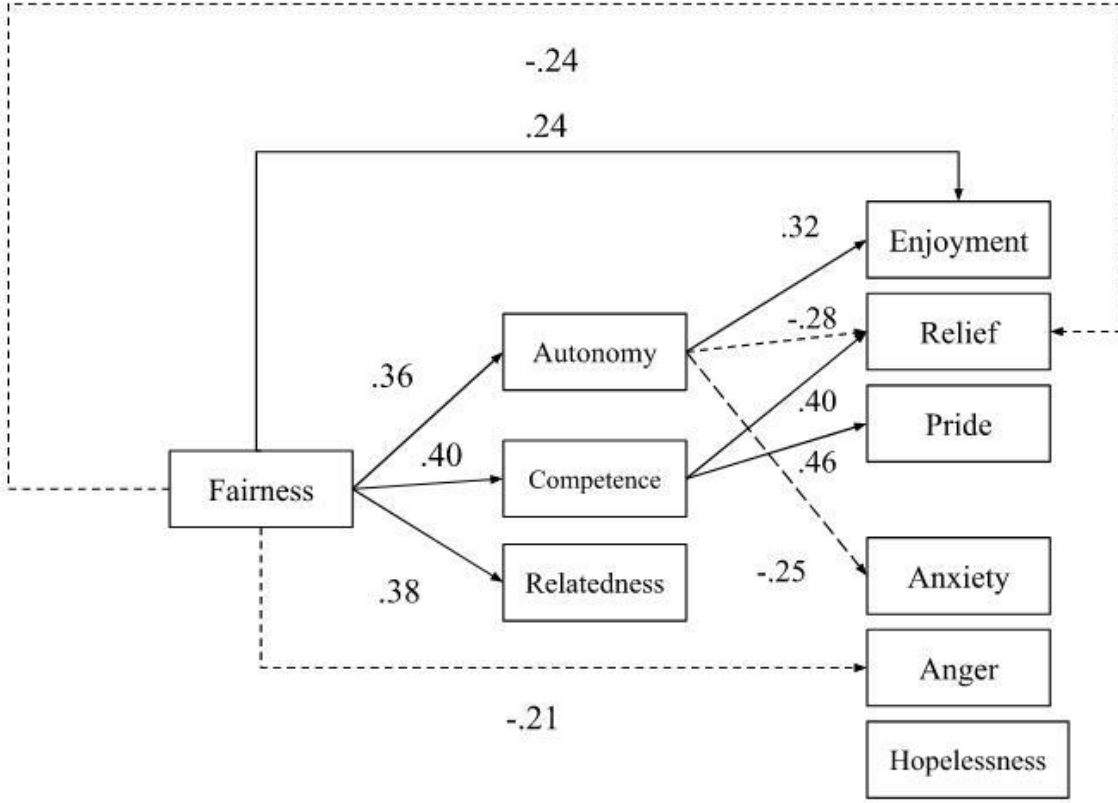 -.24
.24
Enjoyment
.32
-.28
Relief
Autonomy
.36
.40
Pride
.40
.46
Fairness
Competence
-.25
Anxiety
Relatedness
.38
Anger
-.21
Hopelessness